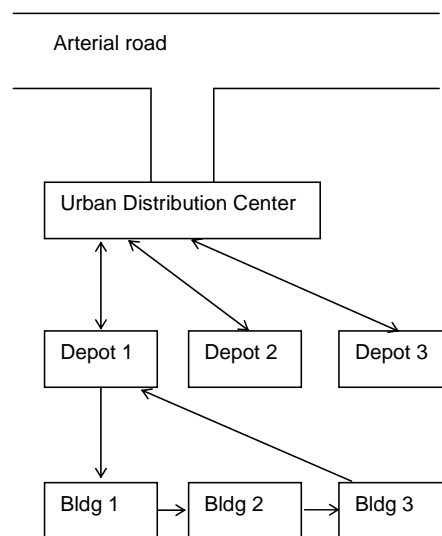 Arterial road
Urban Distribution Center
Depot 1
Depot 2
Depot 3
Bldg 1
Bldg 2
Bldg 3